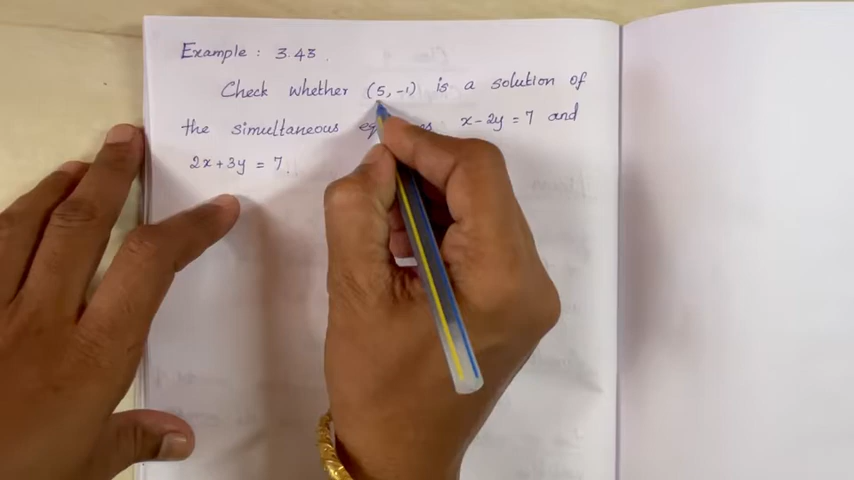 Example : 3.43.
Check whether (5, -1) is a solution of
the simultaneous x - 2y = 7 and
2x + 3y = 7.